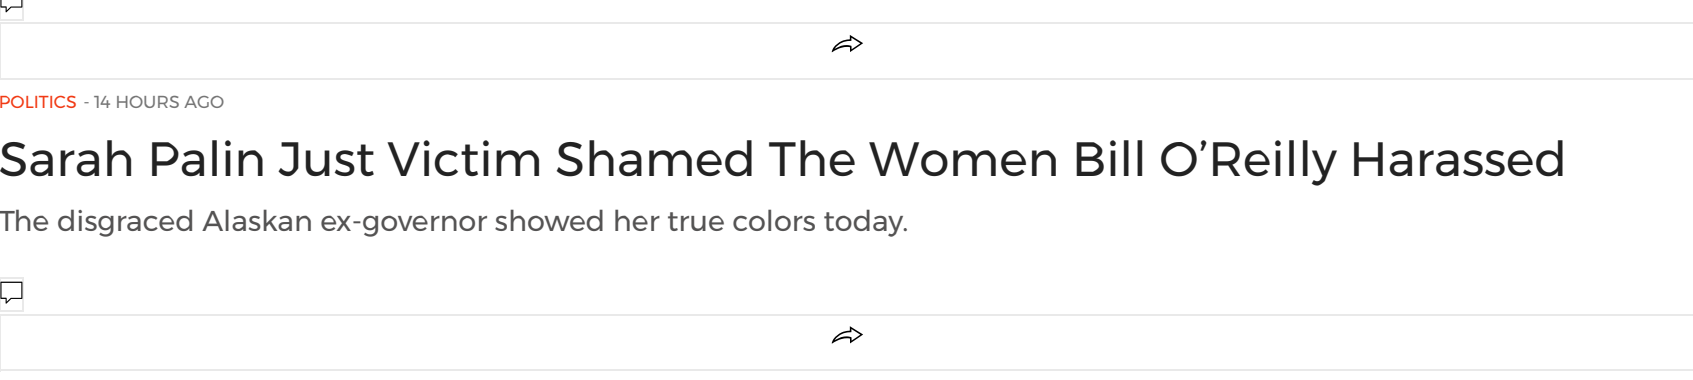 POLITICS - 14 HOURS AGO
Sarah Palin Just Victim Shamed The Women Bill O’Reilly Harassed
The disgraced Alaskan ex-governor showed her true colors today.